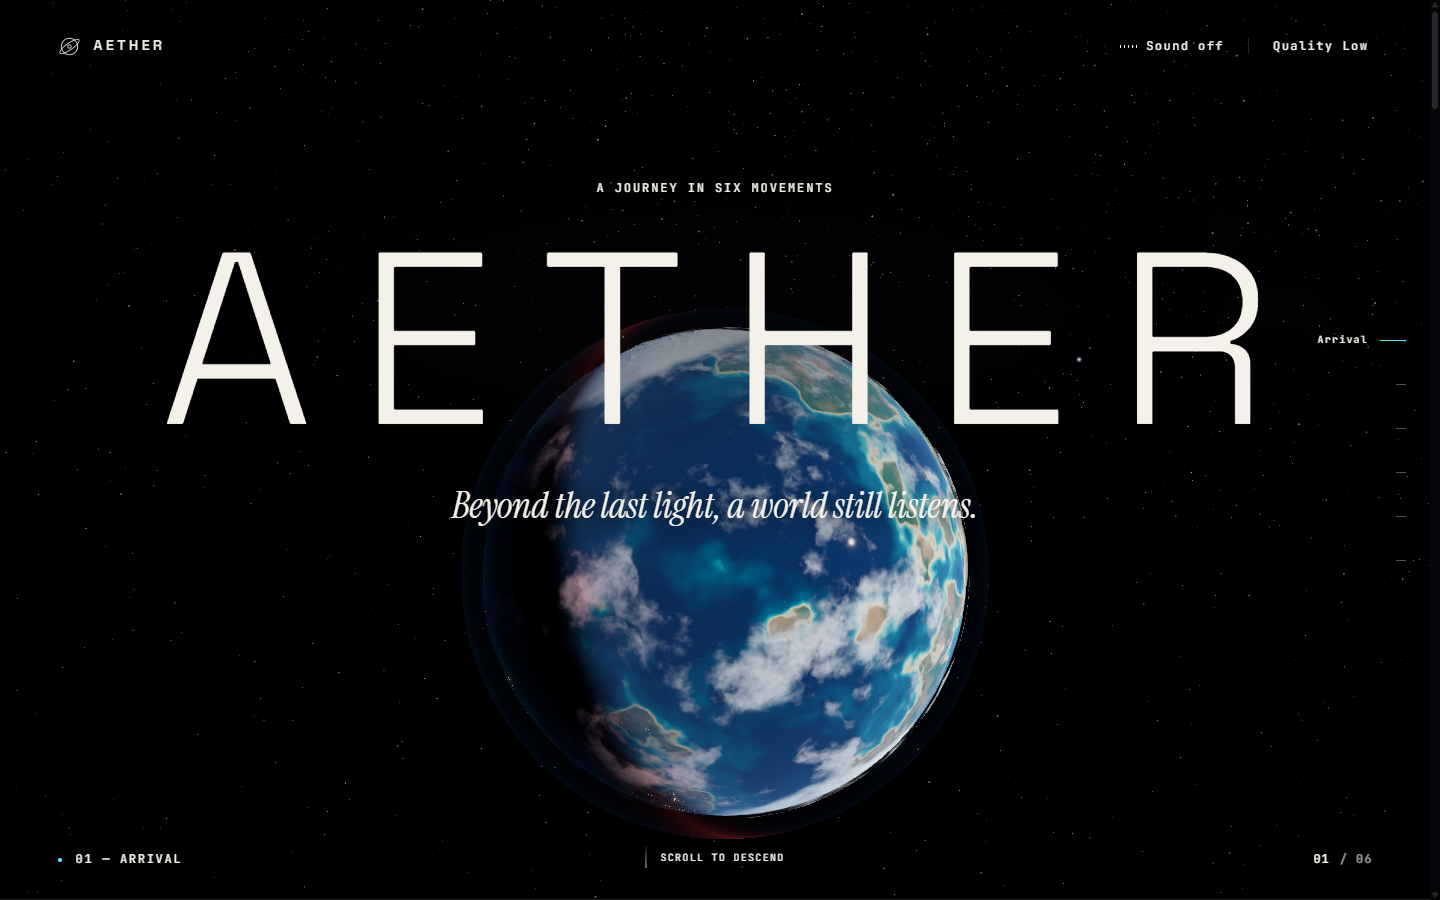 AETHER
Sound off
Quality Low
A JOURNEY IN SIX MOVEMENTS
AETHER
Arrival
Beyond the last light, a world still listens.
01 — ARRIVAL
SCROLL TO DESCEND
01 / 06